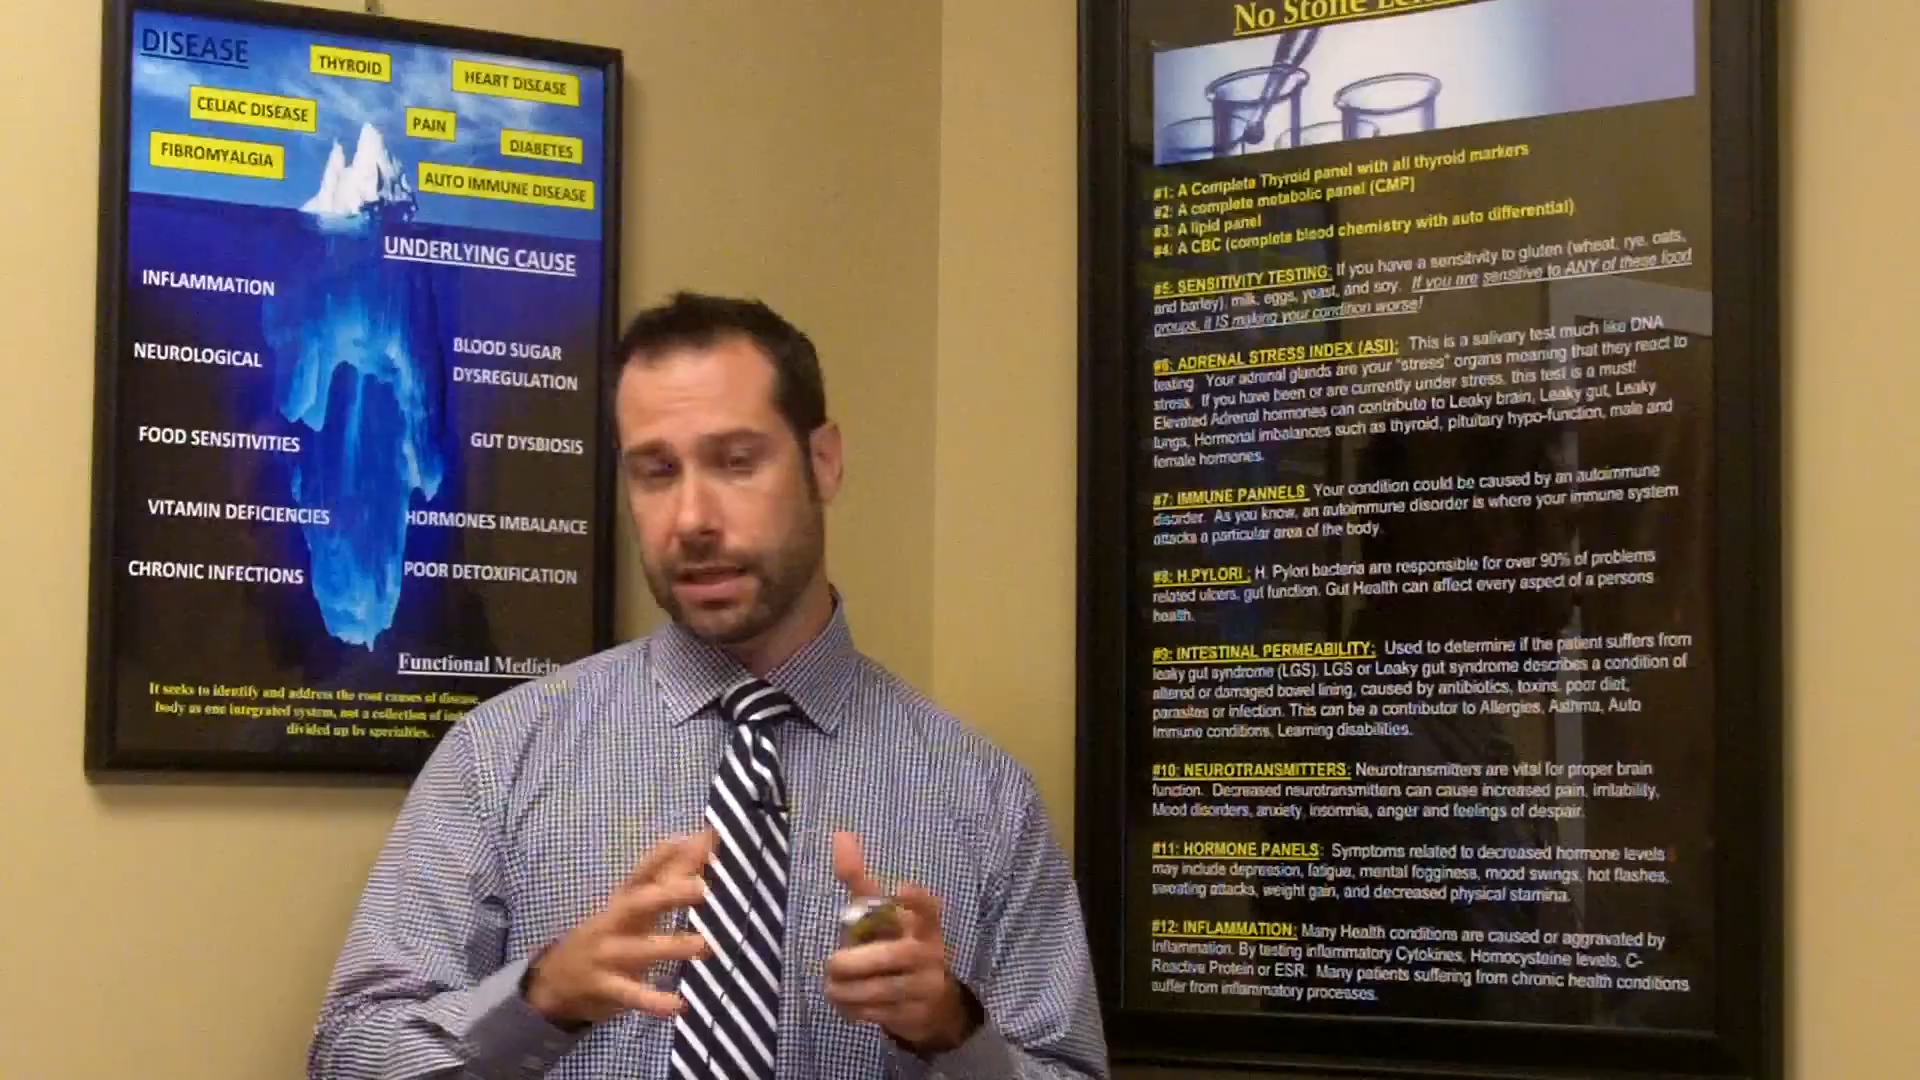 DISEASE
THYROID
HEART DISEASE
CELIAC DISEASE
PAIN
DIABETES
FIBROMYALGIA
AUTO IMMUNE DISEASE
UNDERLYING CAUSE
INFLAMMATION
NEUROLOGICAL
BLOOD SUGAR
DYSREGULATION
FOOD SENSITIVITIES
GUT DYSBIOSIS
VITAMIN DEFICIENCIES
HORMONES IMBALANCE
CHRONIC INFECTIONS
POOR DETOXIFICATION
Functional
It seeks to identify and address the root causes of disease,
body as one integrated system, not a collection of
divided up by specialties.
No Stone
#1: A Complete Thyroid panel with all thyroid markers
#2: A complete metabolic panel (CMP)
#3: A lipid panel
#4: A CBC (complete blood chemistry with auto differential)
#5: SENSITIVITY TESTING: If you have a sensitivity to gluten (wheat, rye, oats,
and barley), milk, eggs, yeast, and soy. If you are sensitive to ANY of these food
groups, it IS making your condition worse!
#6: ADRENAL STRESS INDEX (ASI): This is a salivary test much like DNA
testing. Your adrenal glands are your "stress" organs meaning that they react to
stress. If you have been or are currently under stress, this test is a must!
Elevated Adrenal hormones can contribute to Leaky brain, Leaky gut, Leaky
lungs, Hormonal imbalances such as thyroid, pituitary hypo-function, male and
female hormones.
#7: IMMUNE PANNELS Your condition could be caused by an autoimmune
disorder. As you know, an autoimmune disorder is where your immune system
attacks a particular area of the body.
#8: H.PYLORI : H. Pylori bacteria are responsible for over 90% of problems
related ulcers, gut function. Gut Health can affect every aspect of a persons
health.
#9: INTESTINAL PERMEABILITY: Used to determine if the patient suffers from
leaky gut syndrome (LGS). LGS or Leaky gut syndrome describes a condition of
altered or damaged bowel lining, caused by antibiotics, toxins, poor diet,
parasites or infection. This can be a contributor to Allergies, Asthma, Auto
Immune conditions, Learning disabilities.
#10: NEUROTRANSMITTERS: Neurotransmitters are vital for proper brain
function. Decreased neurotransmitters can cause increased pain, irritability,
Mood disorders, anxiety, insomnia, anger and feelings of despair.
#11: HORMONE PANELS: Symptoms related to decreased hormone levels
may include depression, fatigue, mental fogginess, mood swings, hot flashes,
sweating attacks, weight gain, and decreased physical stamina.
#12: INFLAMMATION: Many Health conditions are caused or aggravated by
Inflammation. By testing inflammatory Cytokines, Homocysteine levels, C-
Reactive Protein or ESR. Many patients suffering from chronic health conditions
suffer from inflammatory processes.